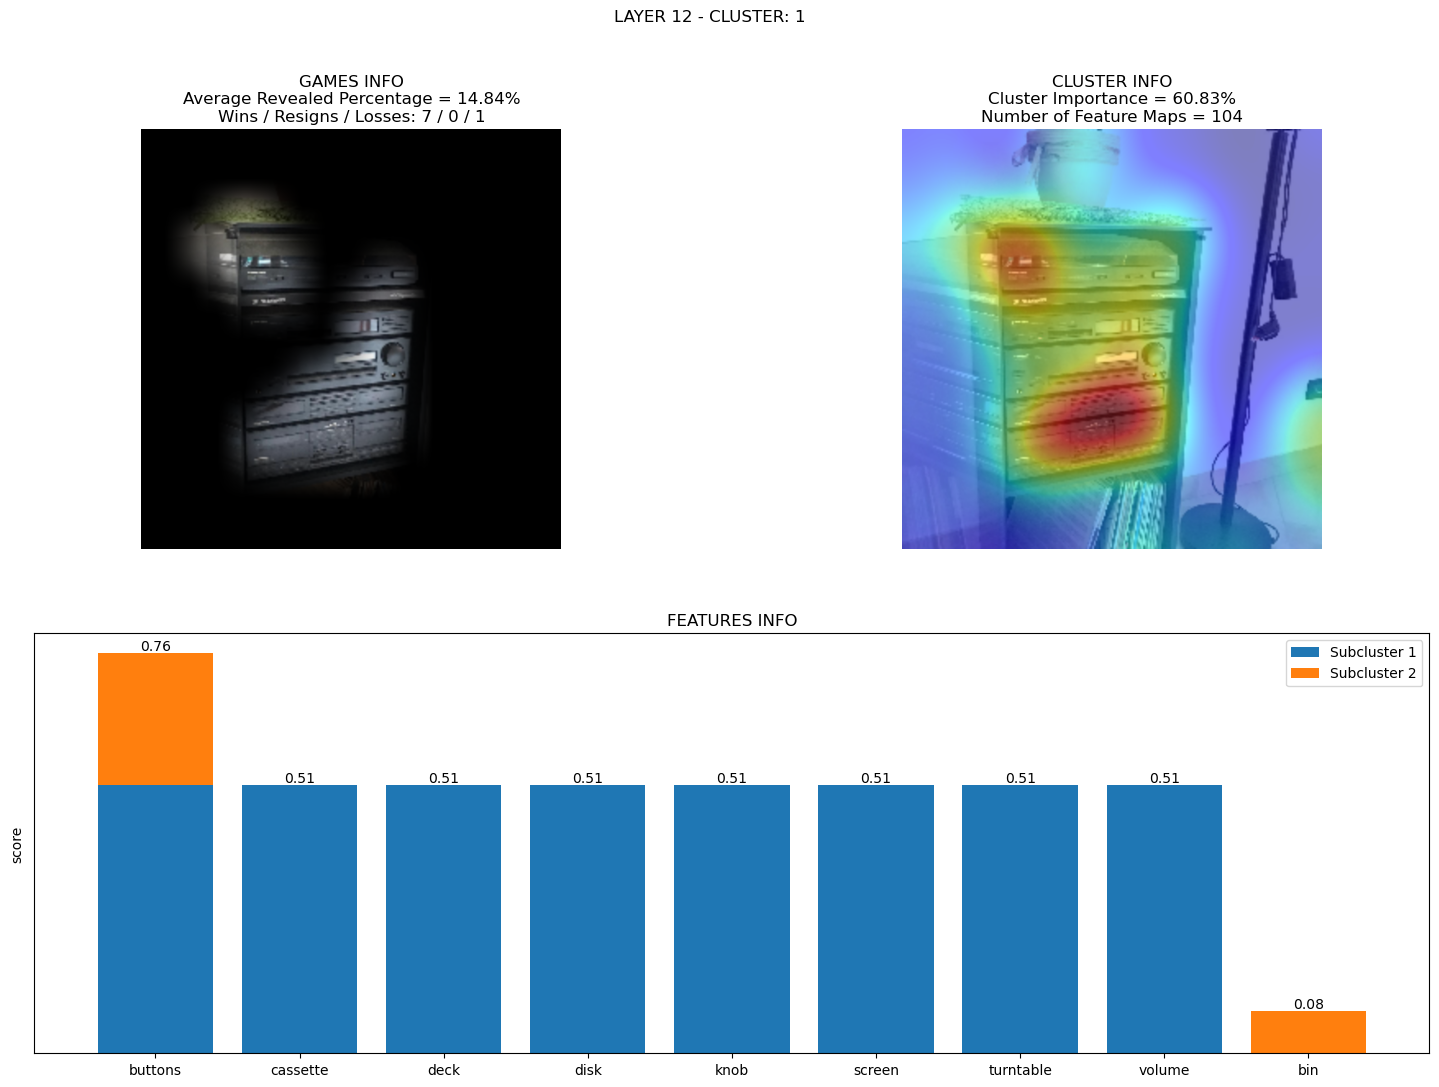 LAYER 12 - CLUSTER: 1
GAMES INFO
Average Revealed Percentage = 14.84%
Wins / Resigns / Losses: 7 / 0 / 1
CLUSTER INFO
Cluster Importance = 60.83%
Number of Feature Maps = 104
FEATURES INFO
score
Subcluster 1
Subcluster 2
0.76
0.51
0.51
0.51
0.51
0.51
0.51
0.51
0.08
buttons
cassette
deck
disk
knob
screen
turntable
volume
bin